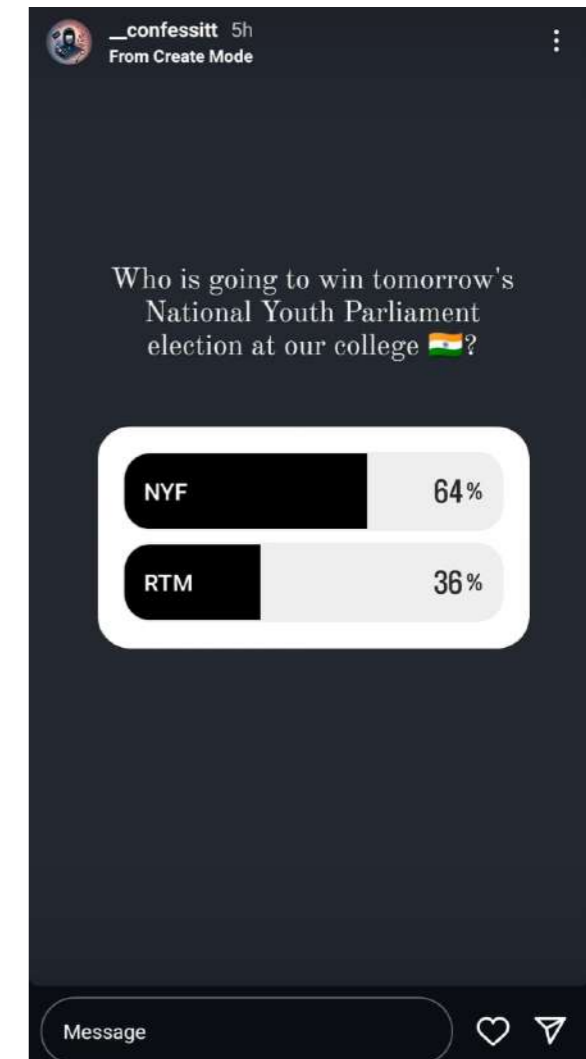 __confessitt 5h
From Create Mode
Who is going to win tomorrow's
National Youth Parliament
election at our college 🇮🇳?
NYF 64%
RTM 36%
Message